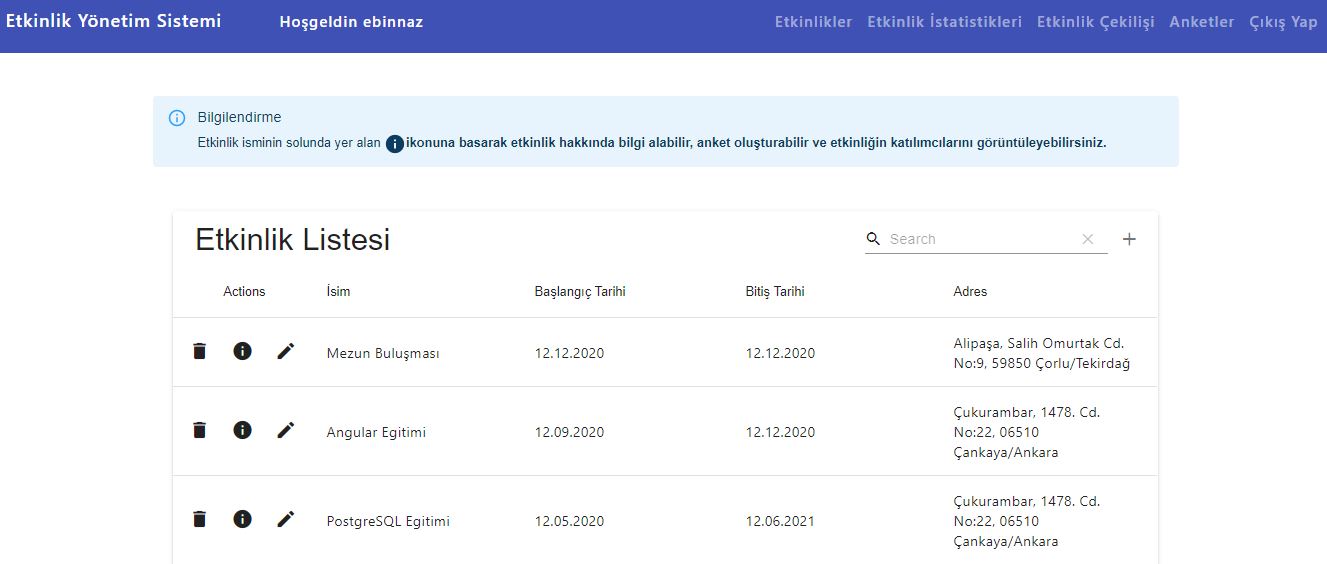 Etkinlik Yönetim Sistemi Hoşgeldin ebinnaz Etkinlikler Etkinlik İstatistikleri Etkinlik Çekilişi Anketler Çıkış Yap
Bilgilendirme
Etkinlik isminin solunda yer alan ikonuna basarak etkinlik hakkında bilgi alabilir, anket oluşturabilir ve etkinliğin katılımcılarını görüntüleyebilirsiniz.
Etkinlik Listesi Search
Actions İsim Başlangıç Tarihi Bitiş Tarihi Adres
Mezun Buluşması 12.12.2020 12.12.2020 Alipaşa, Salih Omurtak Cd.
No:9, 59850 Çorlu/Tekirdağ
Çukurambar, 1478. Cd.
Angular Egitimi 12.09.2020 12.12.2020 No:22, 06510
Çankaya/Ankara
Çukurambar, 1478. Cd.
PostgreSQL Egitimi 12.05.2020 12.06.2021 No:22, 06510
Çankaya/Ankara